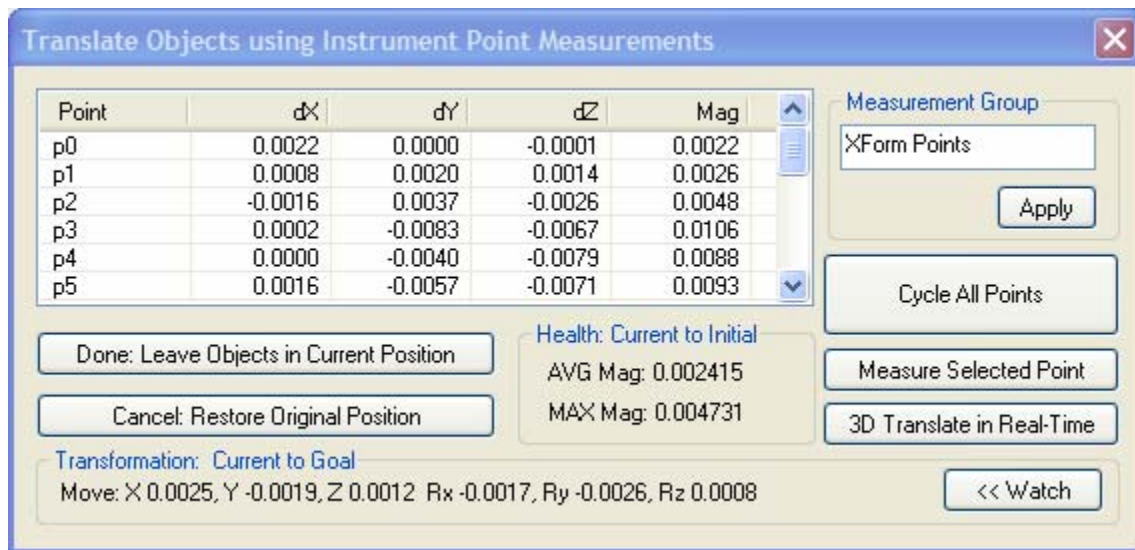 Translate Objects using Instrument Point Measurements
Point dX dY dZ Mag
p0 0.0022 0.0000 -0.0001 0.0022
p1 0.0008 0.0020 0.0014 0.0026
p2 -0.0016 0.0037 -0.0026 0.0048
p3 0.0002 -0.0083 -0.0067 0.0106
p4 0.0000 -0.0040 -0.0079 0.0088
p5 0.0016 -0.0057 -0.0071 0.0093
Measurement Group
XForm Points
Apply
Cycle All Points
Measure Selected Point
3D Translate in Real-Time
Done: Leave Objects in Current Position
Cancel: Restore Original Position
Health: Current to Initial
AVG Mag: 0.002415
MAX Mag: 0.004731
Transformation: Current to Goal
Move: X 0.0025, Y -0.0019, Z 0.0012 Rx -0.0017, Ry -0.0026, Rz 0.0008
<< Watch